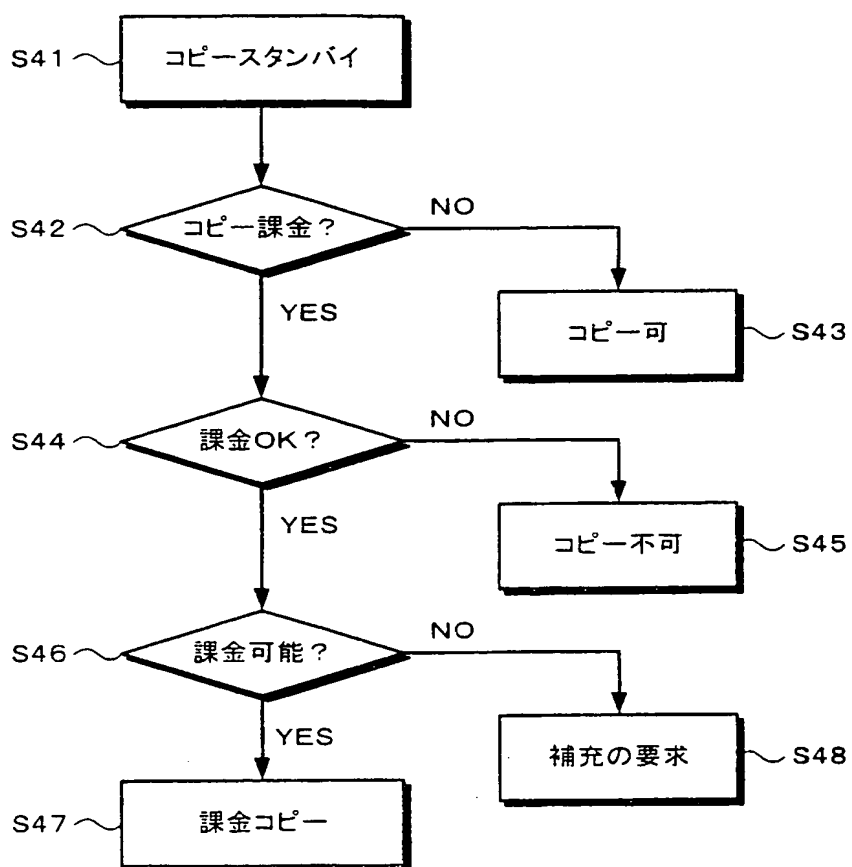 S41
コピースタンバイ
S42
コピー課金?
NO
YES
コピー可
S43
S44
課金OK?
NO
YES
コピー不可
S45
S46
課金可能?
NO
YES
補充の要求
S48
S47
課金コピー